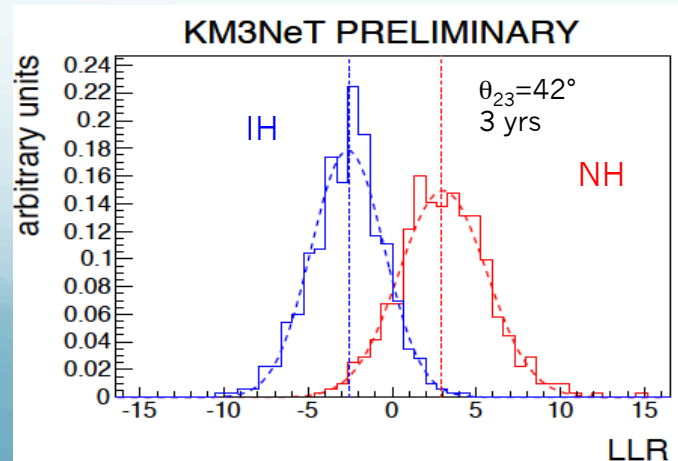 KM3NeT PRELIMINARY
arbitrary units
0.24
0.22
0.2
0.18
0.16
0.14
0.12
0.1
0.08
0.06
0.04
0.02
0
IH
θ₂₃=42°
3 yrs
NH
-15 -10 -5 0 5 10 15
LLR